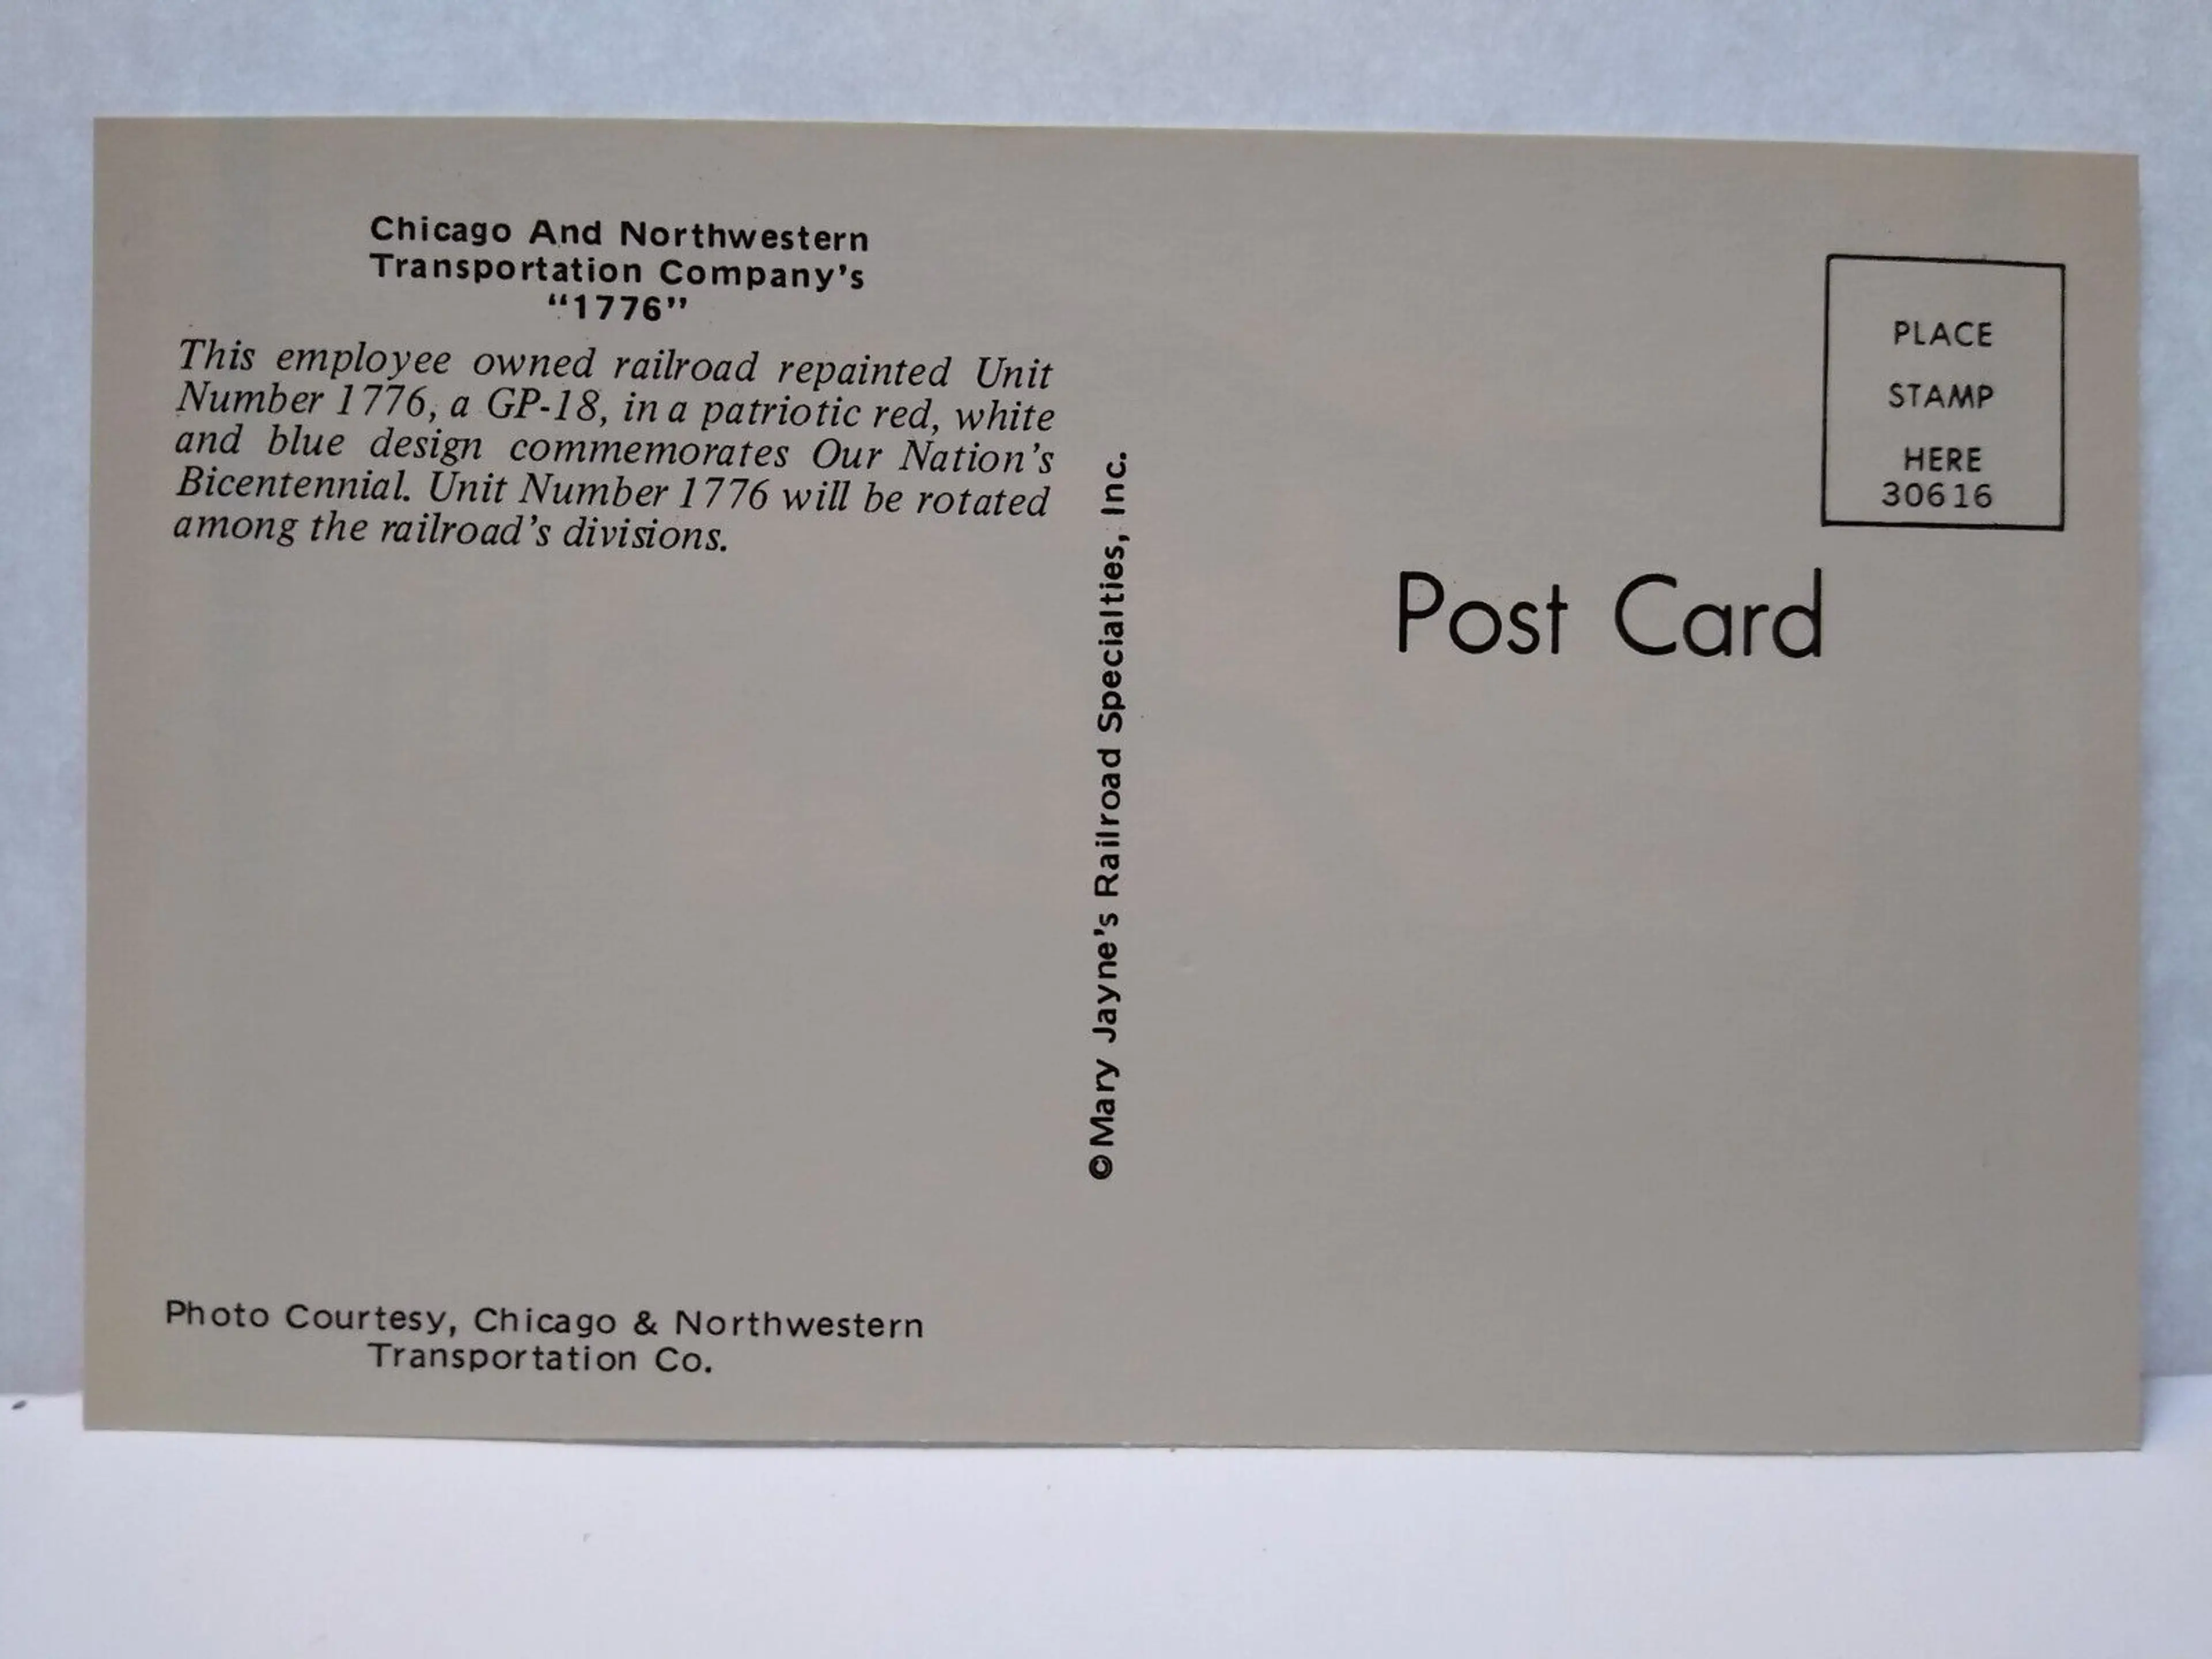 Chicago And Northwestern
Transportation Company's
“1776”
This employee owned railroad repainted Unit
Number 1776, a GP-18, in a patriotic red, white
and blue design commemorates Our Nation's
Bicentennial. Unit Number 1776 will be rotated
among the railroad's divisions.
Photo Courtesy, Chicago & Northwestern
Transportation Co.
©Mary Jayne's Railroad Specialties, Inc.
PLACE
STAMP
HERE
30616
Post Card